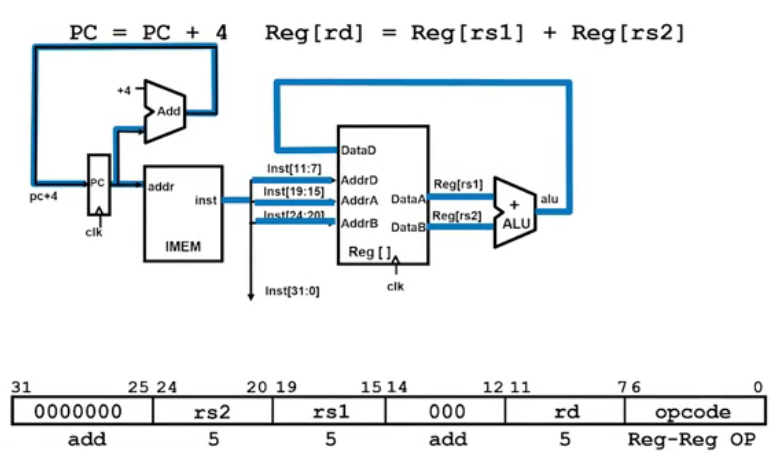 PC = PC + 4 Reg[rd] = Reg[rs1] + Reg[rs2]
+4
Add
DataD
Inst[11:7]
AddrD
PC
addr
Inst[19:15]
AddrA
DataA
Reg[rs1]
+
alu
pc+4
inst
Inst[24:20]
AddrB
DataB
Reg[rs2]
ALU
clk
IMEM
Reg [ ]
clk
Inst[31:0]
31 25 24 20 19 15 14 12 11 7 6 0
0000000 rs2 rs1 000 rd opcode
add 5 5 add 5 Reg-Reg OP